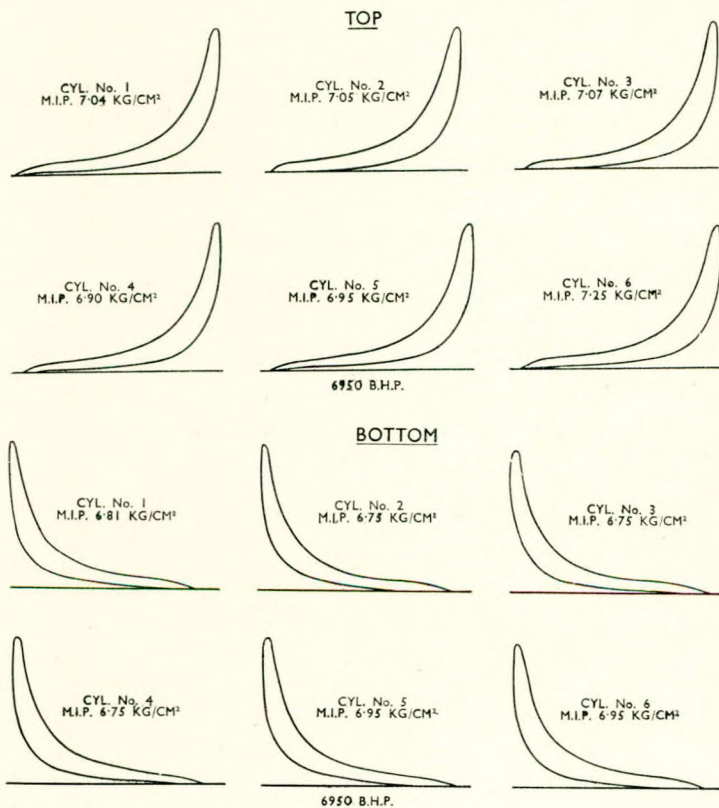 TOP
CYL. No. 1
M.I.P. 7·04 KG/CM²
CYL. No. 2
M.I.P. 7·05 KG/CM²
CYL. No. 3
M.I.P. 7·07 KG/CM²
CYL. No. 4
M.I.P. 6·90 KG/CM²
CYL. No. 5
M.I.P. 6·95 KG/CM²
CYL. No. 6
M.I.P. 7·25 KG/CM²
6950 B.H.P.
BOTTOM
CYL. No. 1
M.I.P. 6·81 KG/CM²
CYL. No. 2
M.I.P. 6·75 KG/CM²
CYL. No. 3
M.I.P. 6·75 KG/CM²
CYL. No. 4
M.I.P. 6·75 KG/CM²
CYL. No. 5
M.I.P. 6·95 KG/CM²
CYL. No. 6
M.I.P. 6·95 KG/CM²
6950 B.H.P.